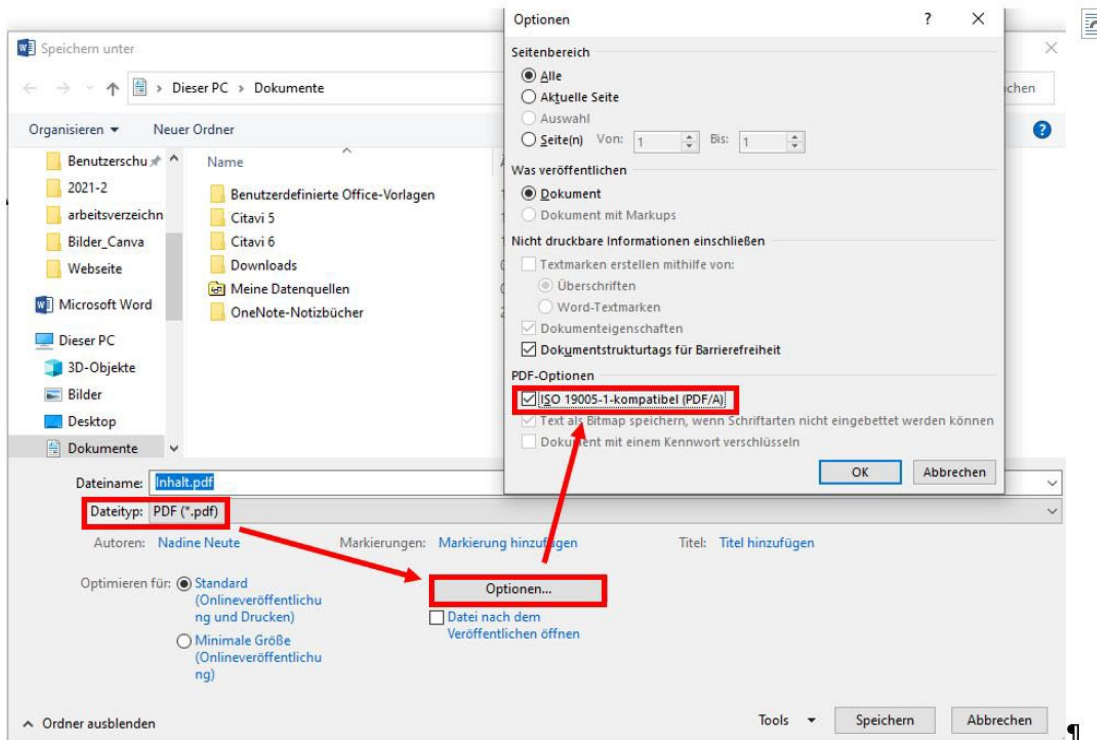 Speichern unter
Dieser PC > Dokumente
Organisieren
Neuer Ordner
Benutzerschu
2021-2
arbeitsverzeichn
Bilder_Canva
Webseite
Microsoft Word
Dieser PC
3D-Objekte
Bilder
Desktop
Dokumente
Name
Benutzerdefinierte Office-Vorlagen
Citavi 5
Citavi 6
Downloads
Meine Datenquellen
OneNote-Notizbücher
Dateiname: Inhalt.pdf
Dateityp: PDF (*.pdf)
Autoren: Nadine Neute
Markierungen: Markierung hinzufügen
Titel: Titel hinzufügen
Optimieren für:
Standard
(Onlineveröffentlichu
ng und Drucken)
Minimale Größe
(Onlineveröffentlichu
ng)
Optionen...
Datei nach dem
Veröffentlichen öffnen
Ordner ausblenden
Tools
Speichern
Abbrechen
Optionen
?
Seitenbereich
Alle
Aktuelle Seite
Auswahl
Seite(n) Von: 1 Bis: 1
Was veröffentlichen
Dokument
Dokument mit Markups
Nicht druckbare Informationen einschließen
Textmarken erstellen mithilfe von:
Überschriften
Word-Textmarken
Dokumenteigenschaften
Dokumentstrukturtags für Barrierefreiheit
PDF-Optionen
ISO 19005-1-kompatibel (PDF/A)
Text als Bitmap speichern, wenn Schriftarten nicht eingebettet werden können
Dokument mit einem Kennwort verschlüsseln
OK
Abbrechen
chen
?
¶